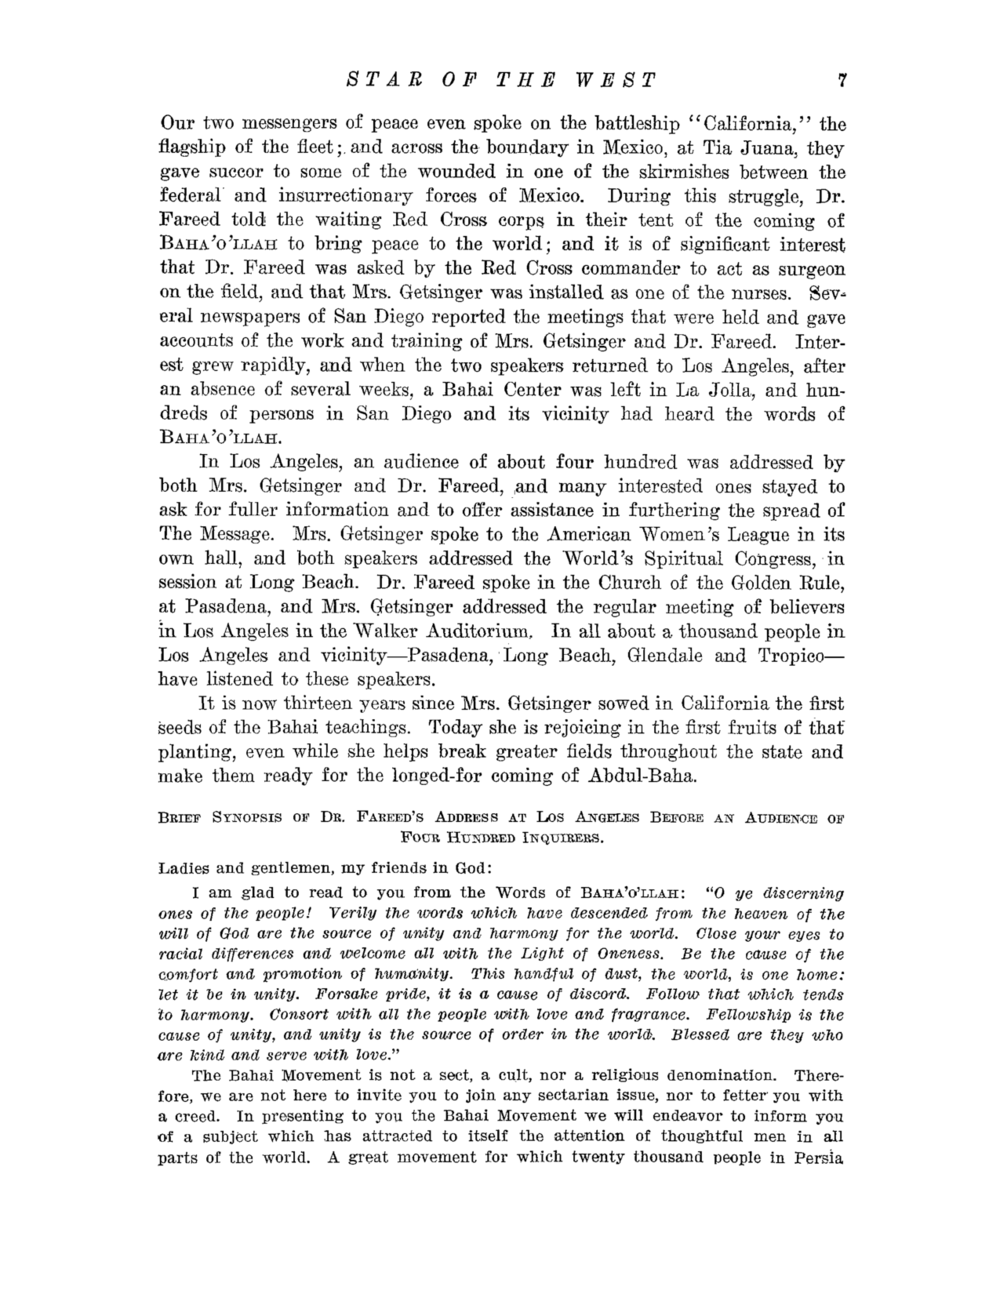 STAR OF THE WEST 7
Our two messengers of peace even spoke on the battleship “California,” the
flagship of the fleet; and across the boundary in Mexico, at Tia Juana, they
gave succor to some of the wounded in one of the skirmishes between the
federal and insurrectionary forces of Mexico. During this struggle, Dr.
Fareed told the waiting Red Cross corps in their tent of the coming of
BAHA’O’LLAH to bring peace to the world; and it is of significant interest
that Dr. Fareed was asked by the Red Cross commander to act as surgeon
on the field, and that Mrs. Getsinger was installed as one of the nurses. Sev-
eral newspapers of San Diego reported the meetings that were held and gave
accounts of the work and training of Mrs. Getsinger and Dr. Fareed. Inter-
est grew rapidly, and when the two speakers returned to Los Angeles, after
an absence of several weeks, a Bahai Center was left in La Jolla, and hun-
dreds of persons in San Diego and its vicinity had heard the words of
BAHA’O’LLAH.
In Los Angeles, an audience of about four hundred was addressed by
both Mrs. Getsinger and Dr. Fareed, and many interested ones stayed to
ask for fuller information and to offer assistance in furthering the spread of
The Message. Mrs. Getsinger spoke to the American Women’s League in its
own hall, and both speakers addressed the World’s Spiritual Congress, in
session at Long Beach. Dr. Fareed spoke in the Church of the Golden Rule,
at Pasadena, and Mrs. Getsinger addressed the regular meeting of believers
in Los Angeles in the Walker Auditorium. In all about a thousand people in
Los Angeles and vicinity—Pasadena, Long Beach, Glendale and Tropico—
have listened to these speakers.
It is now thirteen years since Mrs. Getsinger sowed in California the first
seeds of the Bahai teachings. Today she is rejoicing in the first fruits of that
planting, even while she helps break greater fields throughout the state and
make them ready for the longed-for coming of Abdul-Baha.
BRIEF SYNOPSIS OF DR. FAREED’S ADDRESS AT LOS ANGELES BEFORE AN AUDIENCE OF
FOUR HUNDRED INQUIRERS.
Ladies and gentlemen, my friends in God:
I am glad to read to you from the Words of BAHA’O’LLAH: “O ye discerning
ones of the people! Verily the words which have descended from the heaven of the
will of God are the source of unity and harmony for the world. Close your eyes to
racial differences and welcome all with the Light of Oneness. Be the cause of the
comfort and promotion of humanity. This handful of dust, the world, is one home:
let it be in unity. Forsake pride, it is a cause of discord. Follow that which tends
to harmony. Consort with all the people with love and fragrance. Fellowship is the
cause of unity, and unity is the source of order in the world. Blessed are they who
are kind and serve with love.”
The Bahai Movement is not a sect, a cult, nor a religious denomination. There-
fore, we are not here to invite you to join any sectarian issue, nor to fetter you with
a creed. In presenting to you the Bahai Movement we will endeavor to inform you
of a subject which has attracted to itself the attention of thoughtful men in all
parts of the world. A great movement for which twenty thousand people in Persia